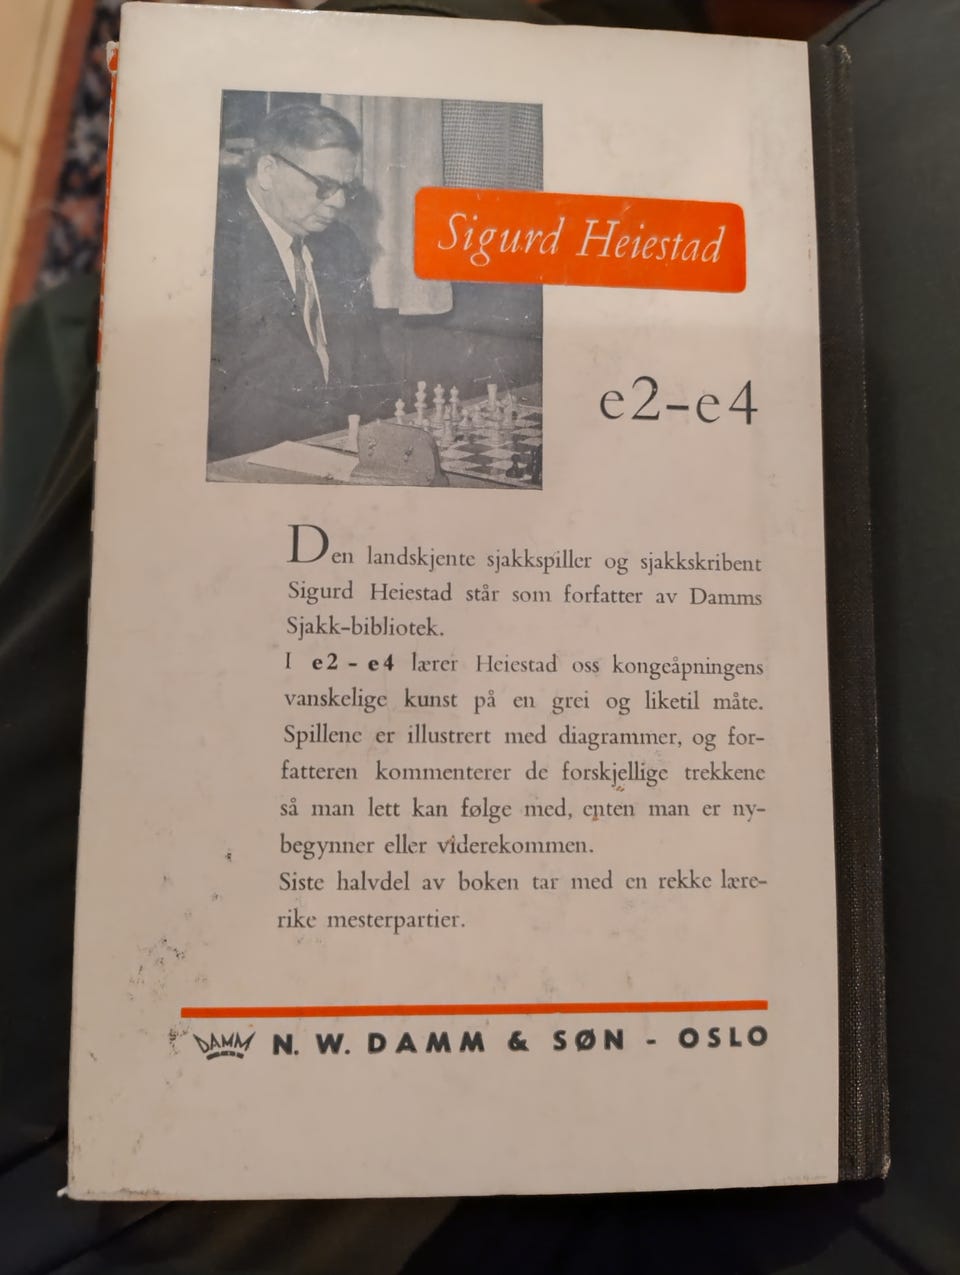 Sigurd Heiestad
e2-e4
Den landskjente sjakkspiller og sjakkskribent
Sigurd Heiestad står som forfatter av Damms
Sjakk-bibliotek.
I e2 - e4 lærer Heiestad oss kongeåpningens
vanskelige kunst på en grei og liketil måte.
Spillene er illustrert med diagrammer, og for-
fatteren kommenterer de forskjellige trekkene
så man lett kan følge med, enten man er ny-
begynner eller viderekommen.
Siste halvdel av boken tar med en rekke lære-
rike mesterpartier.
DAMM N. W. DAMM & SØN - OSLO